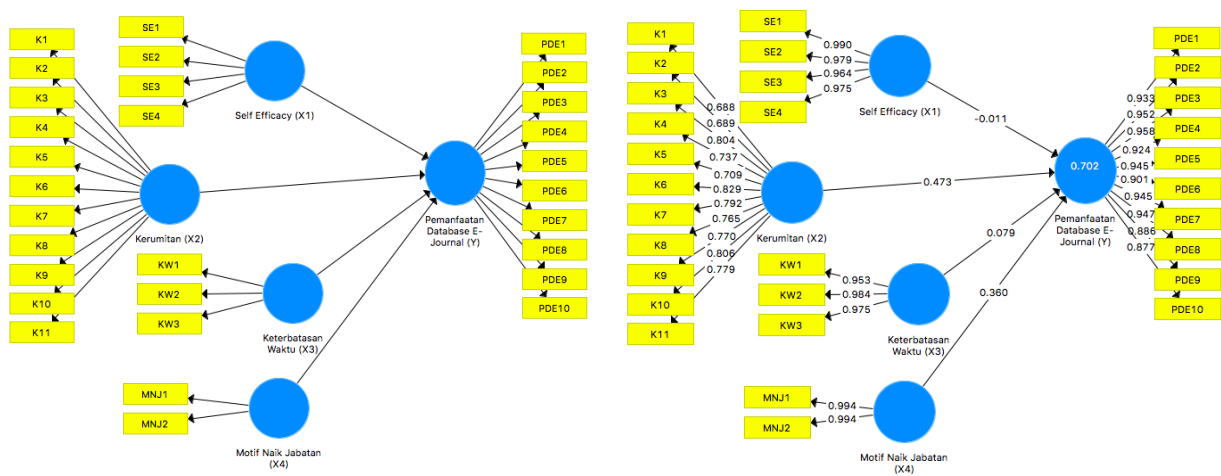 K1
K2
K3
K4
K5
K6
K7
K8
K9
K10
K11
SE1
SE2
SE3
SE4
Self Efficacy (X1)
Kerumitan (X2)
KW1
KW2
KW3
Keterbatasan
Waktu (X3)
MNJ1
MNJ2
Motif Naik Jabatan
(X4)
Pemanfaatan
Database E-
Journal (Y)
PDE1
PDE2
PDE3
PDE4
PDE5
PDE6
PDE7
PDE8
PDE9
PDE10
K1
K2
K3
K4
K5
K6
K7
K8
K9
K10
K11
0.688
0.689
0.804
0.737
0.709
0.829
0.792
0.765
0.770
0.806
0.779
SE1
SE2
SE3
SE4
0.990
0.979
0.964
0.975
Self Efficacy (X1)
-0.011
Kerumitan (X2)
0.473
KW1
KW2
KW3
0.953
0.984
0.975
Keterbatasan
Waktu (X3)
0.079
MNJ1
MNJ2
0.994
0.994
Motif Naik Jabatan
(X4)
0.360
0.702
Pemanfaatan
Database E-
Journal (Y)
0.933
0.952
0.958
0.924
0.945
0.901
0.945
0.947
0.886
0.877
PDE1
PDE2
PDE3
PDE4
PDE5
PDE6
PDE7
PDE8
PDE9
PDE10